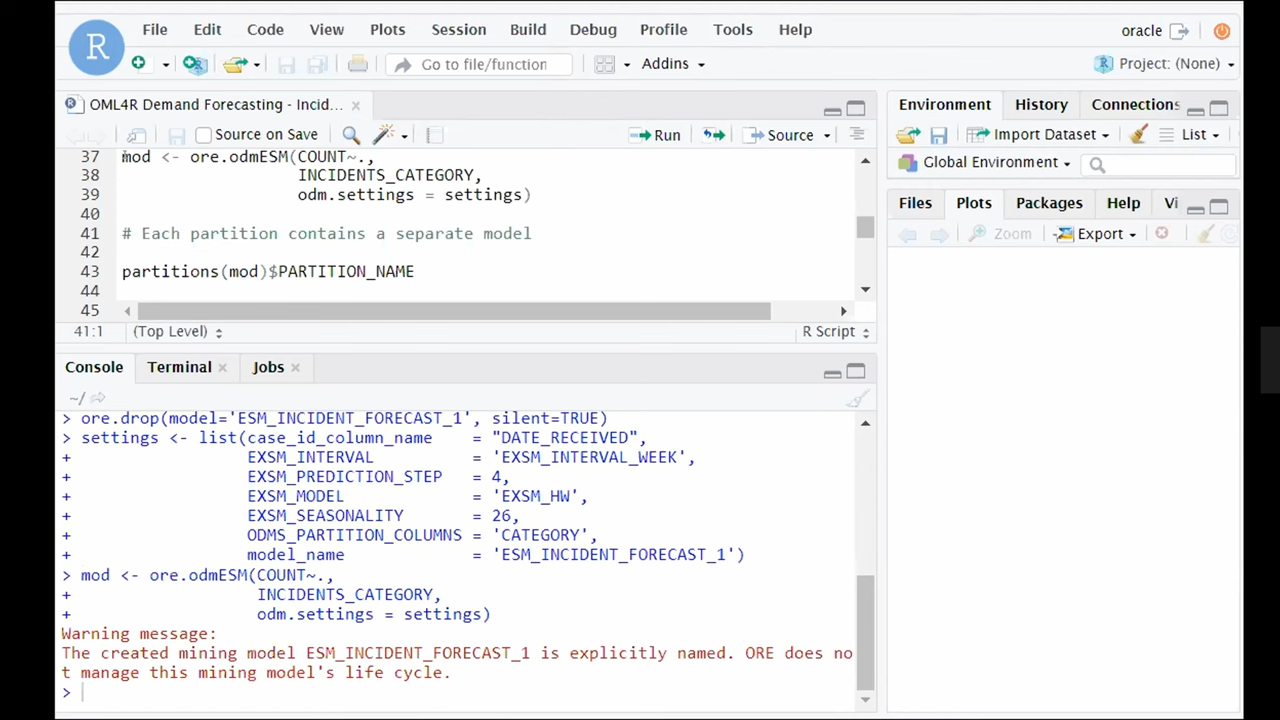 R
File Edit Code View Plots Session Build Debug Profile Tools Help
oracle
Go to file/function
Addins
Project: (None)
R
OML4R Demand Forecasting - Incid...
Source on Save
Run
Source
37 mod <- ore.odmESM(COUNT~.,
38 INCIDENTS_CATEGORY,
39 odm.settings = settings)
40
41 # Each partition contains a separate model
42
43 partitions(mod)$PARTITION_NAME
44
45
41:1 (Top Level) R Script
Console Terminal Jobs
~/
> ore.drop(model='ESM_INCIDENT_FORECAST_1', silent=TRUE)
> settings <- list(case_id_column_name = "DATE_RECEIVED",
+ EXSM_INTERVAL = 'EXSM_INTERVAL_WEEK',
+ EXSM_PREDICTION_STEP = 4,
+ EXSM_MODEL = 'EXSM_HW',
+ EXSM_SEASONALITY = 26,
+ ODMS_PARTITION_COLUMNS = 'CATEGORY',
+ model_name = 'ESM_INCIDENT_FORECAST_1')
> mod <- ore.odmESM(COUNT~.,
+ INCIDENTS_CATEGORY,
+ odm.settings = settings)
Warning message:
The created mining model ESM_INCIDENT_FORECAST_1 is explicitly named. ORE does no
t manage this mining model's life cycle.
>
Environment History Connections
Import Dataset List
Global Environment
Files Plots Packages Help Vi
Zoom Export